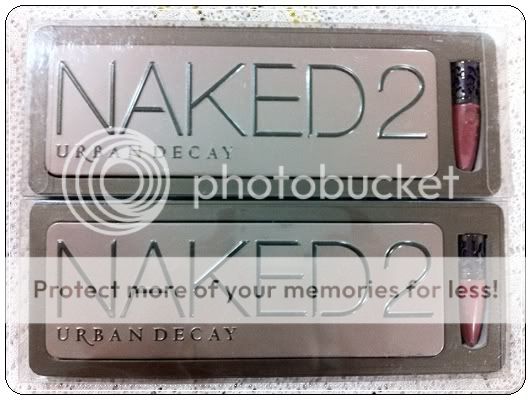 NAKED2
URBAN DECAY
photobucket
NAKED2
Protect more of your memories for less!
URBAN DECAY